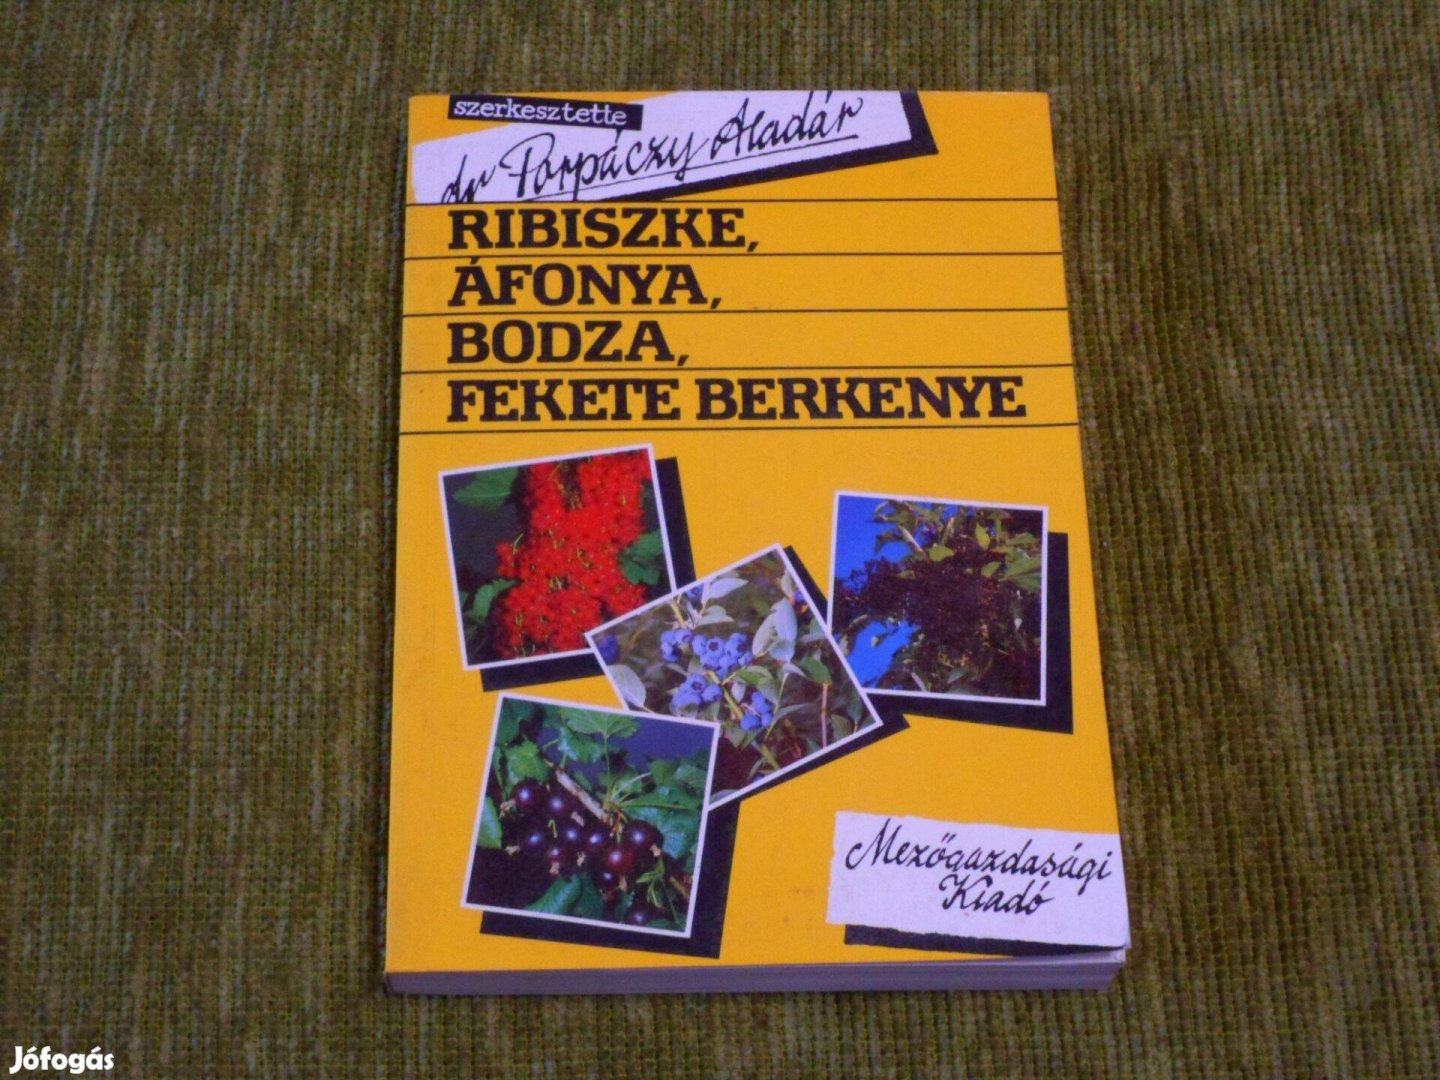 szerkesztette
dr Porpáczy Aladár
RIBISZKE,
ÁFONYA,
BODZA,
FEKETE BERKENYE
Mezőgazdasági
Kiadó
Jófogás